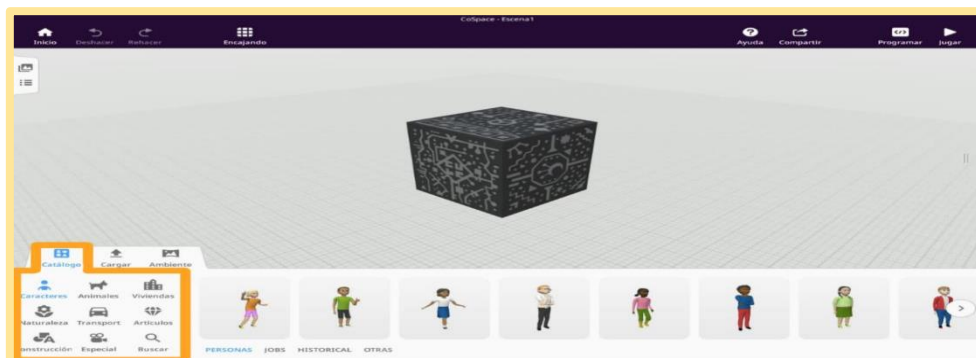 CoSpace - Escena1
Inicio Deshacer Rehacer Encajando Ayuda Compartir Programar Jugar
Catálogo Cargar Ambiente
Caracteres Animales Viviendas
Naturaleza Transport Artículos
onstrucción Especial Buscar
PERSONAS JOBS HISTORICAL OTRAS